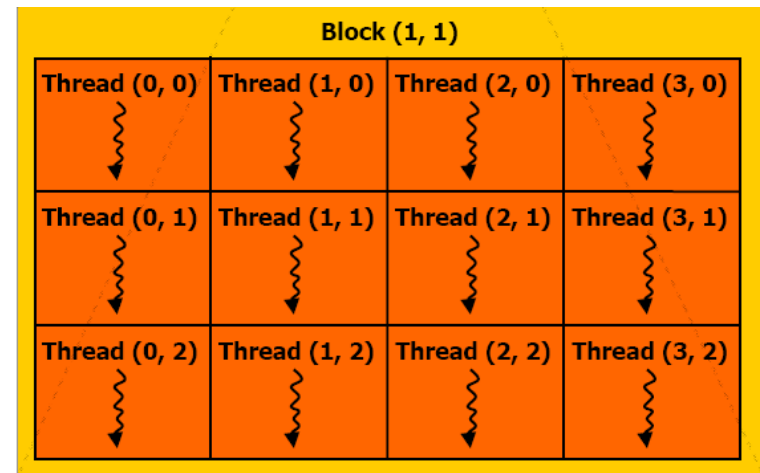 Block (1, 1)
Thread (0, 0) Thread (1, 0) Thread (2, 0) Thread (3, 0)
Thread (0, 1) Thread (1, 1) Thread (2, 1) Thread (3, 1)
Thread (0, 2) Thread (1, 2) Thread (2, 2) Thread (3, 2)